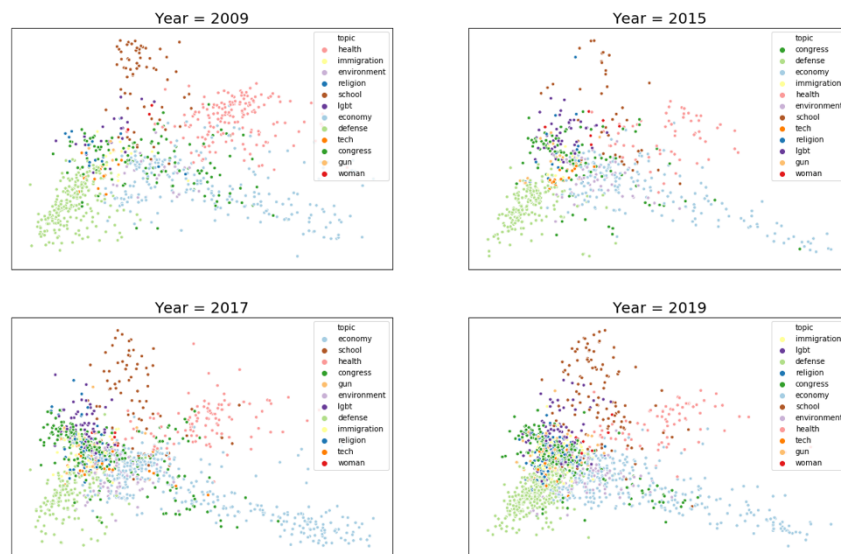 Year = 2009
topic
health
immigration
environment
religion
school
lgbt
economy
defense
tech
congress
gun
woman
Year = 2015
topic
congress
defense
economy
immigration
health
environment
school
tech
religion
lgbt
gun
woman
Year = 2017
topic
economy
school
health
congress
gun
environment
lgbt
defense
immigration
religion
tech
woman
Year = 2019
topic
immigration
lgbt
defense
religion
congress
economy
school
environment
health
tech
gun
woman